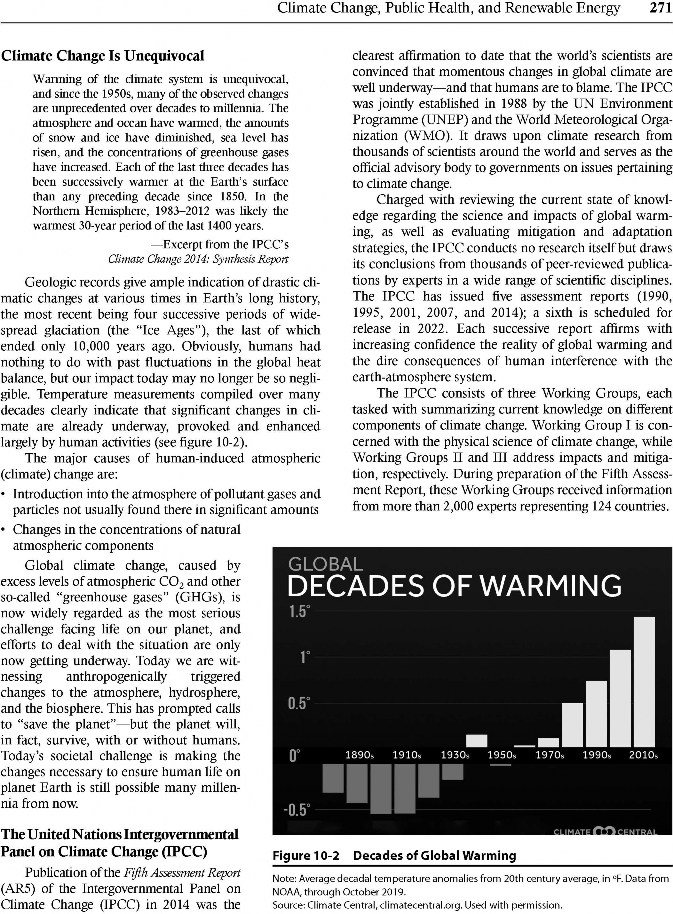 Climate Change, Public Health, and Renewable Energy 271
Climate Change Is Unequivocal
Warming of the climate system is unequivocal,
and since the 1950s, many of the observed changes
are unprecedented over decades to millennia. The
atmosphere and ocean have warmed, the amounts
of snow and ice have diminished, sea level has
risen, and the concentrations of greenhouse gases
have increased. Each of the last three decades has
been successively warmer at the Earth's surface
than any preceding decade since 1850. In the
Northern Hemisphere, 1983–2012 was likely the
warmest 30-year period of the last 1400 years.
—Excerpt from the IPCC's
Climate Change 2014: Synthesis Report
Geologic records give ample indication of drastic cli-
matic changes at various times in Earth's long history,
the most recent being four successive periods of wide-
spread glaciation (the "Ice Ages"), the last of which
ended only 10,000 years ago. Obviously, humans had
nothing to do with past fluctuations in the global heat
balance, but our impact today may no longer be so negli-
gible. Temperature measurements compiled over many
decades clearly indicate that significant changes in cli-
mate are already underway, provoked and enhanced
largely by human activities (see figure 10-2).
The major causes of human-induced atmospheric
(climate) change are:
• Introduction into the atmosphere of pollutant gases and
particles not usually found there in significant amounts
• Changes in the concentrations of natural
atmospheric components
Global climate change, caused by
excess levels of atmospheric CO₂ and other
so-called "greenhouse gases" (GHGs), is
now widely regarded as the most serious
challenge facing life on our planet, and
efforts to deal with the situation are only
now getting underway. Today we are wit-
nessing anthropogenically triggered
changes to the atmosphere, hydrosphere,
and the biosphere. This has prompted calls
to "save the planet"—but the planet will,
in fact, survive, with or without humans.
Today's societal challenge is making the
changes necessary to ensure human life on
planet Earth is still possible many millen-
nia from now.
The United Nations Intergovernmental
Panel on Climate Change (IPCC)
Publication of the Fifth Assessment Report
(AR5) of the Intergovernmental Panel on
Climate Change (IPCC) in 2014 was the
clearest affirmation to date that the world's scientists are
convinced that momentous changes in global climate are
well underway—and that humans are to blame. The IPCC
was jointly established in 1988 by the UN Environment
Programme (UNEP) and the World Meteorological Orga-
nization (WMO). It draws upon climate research from
thousands of scientists around the world and serves as the
official advisory body to governments on issues pertaining
to climate change.
Charged with reviewing the current state of knowl-
edge regarding the science and impacts of global warm-
ing, as well as evaluating mitigation and adaptation
strategies, the IPCC conducts no research itself but draws
its conclusions from thousands of peer-reviewed publica-
tions by experts in a wide range of scientific disciplines.
The IPCC has issued five assessment reports (1990,
1995, 2001, 2007, and 2014); a sixth is scheduled for
release in 2022. Each successive report affirms with
increasing confidence the reality of global warming and
the dire consequences of human interference with the
earth-atmosphere system.
The IPCC consists of three Working Groups, each
tasked with summarizing current knowledge on different
components of climate change. Working Group I is con-
cerned with the physical science of climate change, while
Working Groups II and III address impacts and mitiga-
tion, respectively. During preparation of the Fifth Assess-
ment Report, these Working Groups received information
from more than 2,000 experts representing 124 countries.
GLOBAL
DECADES OF WARMING
1.5°
1°
0.5°
0° 1890s 1910s 1930s 1950s 1970s 1990s 2010s
-0.5°
CLIMATE CENTRAL
Figure 10-2 Decades of Global Warming
Note: Average decadal temperature anomalies from 20th century average, in ºF. Data from
NOAA, through October 2019.
Source: Climate Central, climatecentral.org. Used with permission.